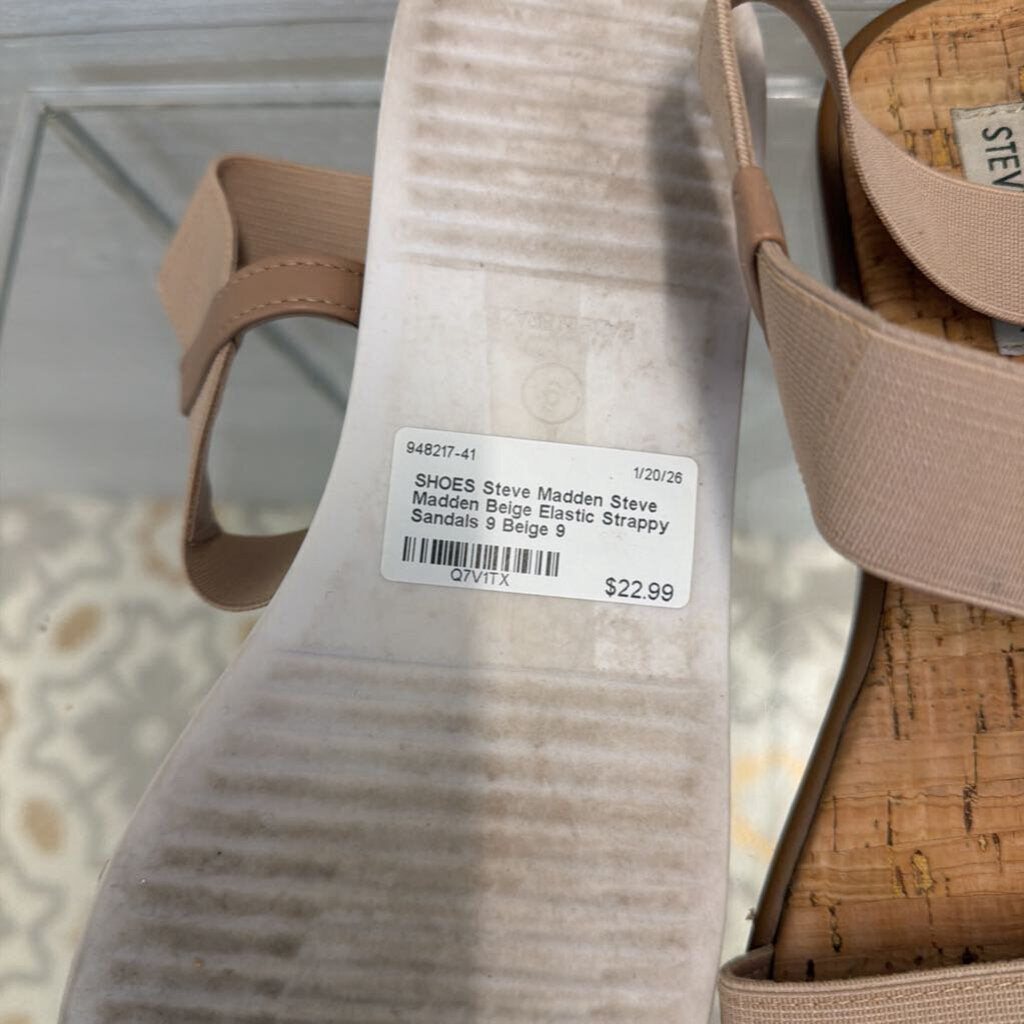 STEV
948217-41
1/20/26
SHOES Steve Madden Steve
Madden Beige Elastic Strappy
Sandals 9 Beige 9
Q7V1TX
$22.99